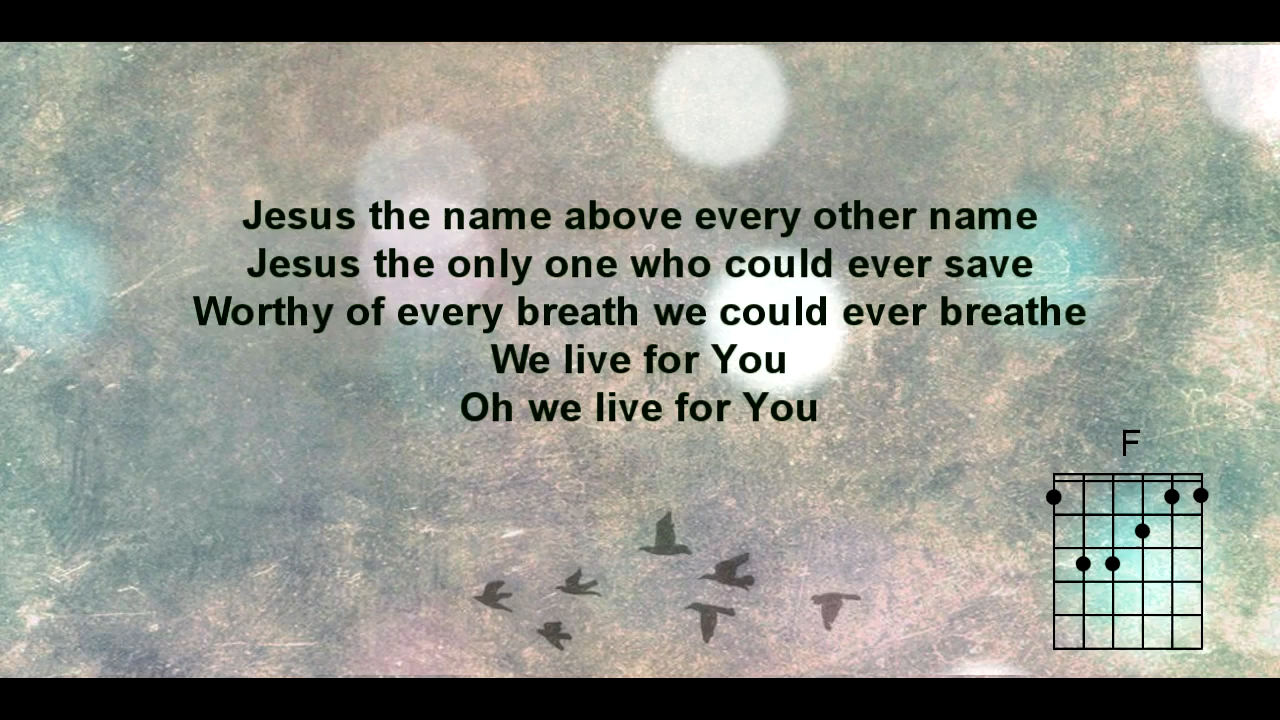 Jesus the name above every other name
Jesus the only one who could ever save
Worthy of every breath we could ever breathe
We live for You
Oh we live for You
F